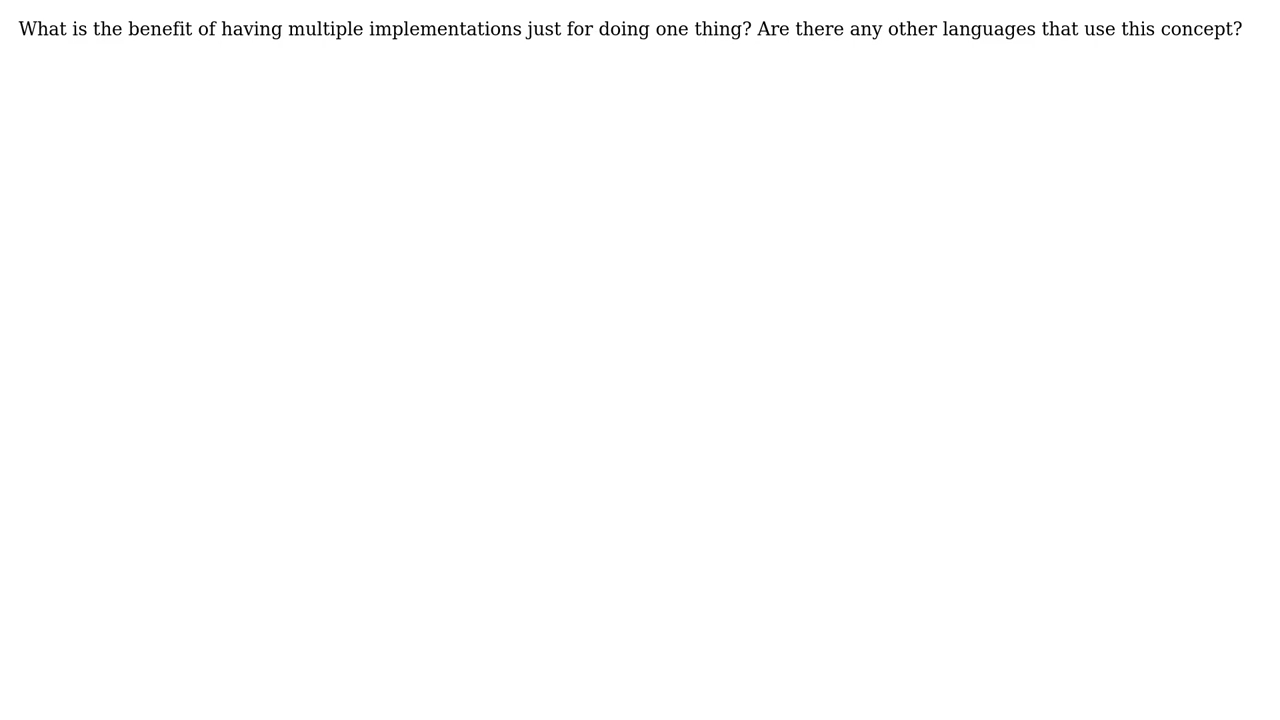 What is the benefit of having multiple implementations just for doing one thing? Are there any other languages that use this concept?